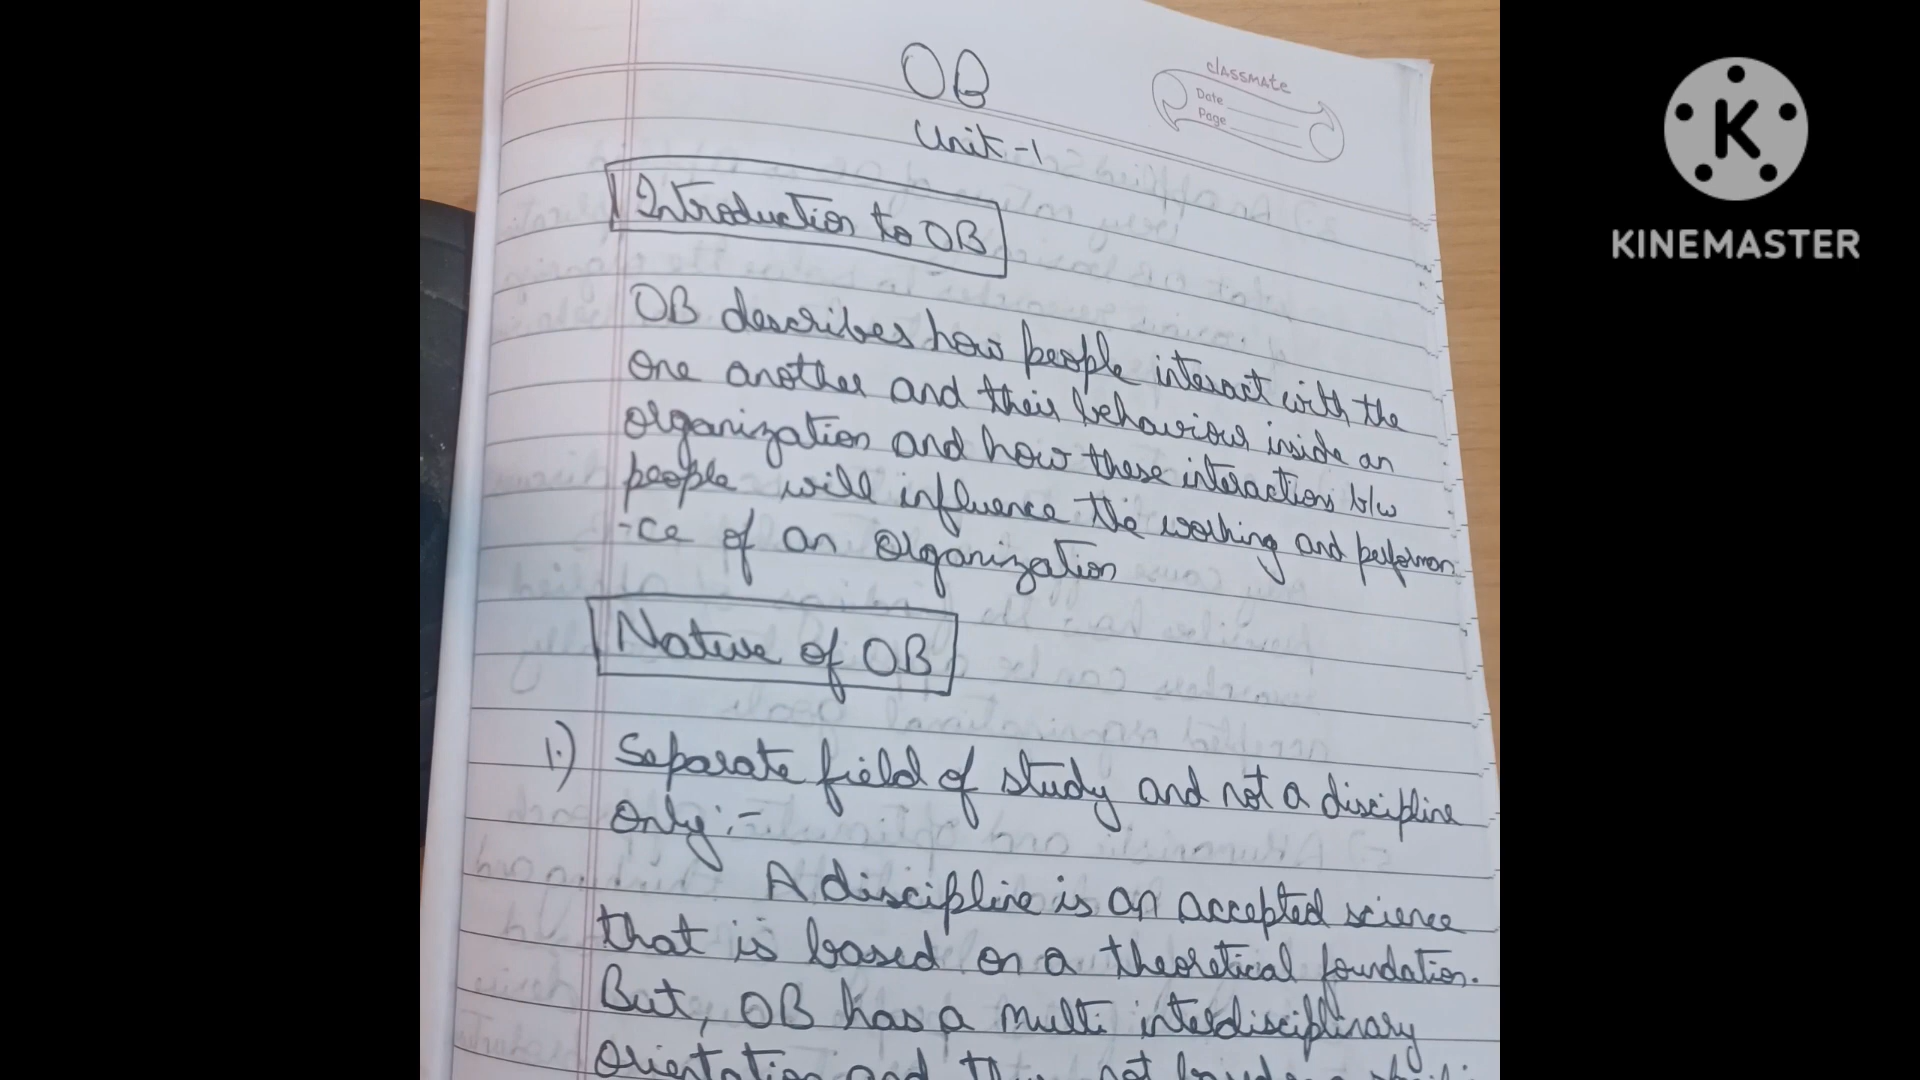 OB
classmate
Date
Page
Unit-1
Introduction to OB
OB describes how people interact with the
one another and their behaviour inside an
organization and how these interactions b/w
people will influence the working and performan
-ce of an organization
Nature of OB
1.) Separate field of study and not a discipline
only:-
A discipline is an accepted science
that is based on a theoretical foundation.
But, OB has a multi interdisciplinary
orientation and
K
KINEMASTER